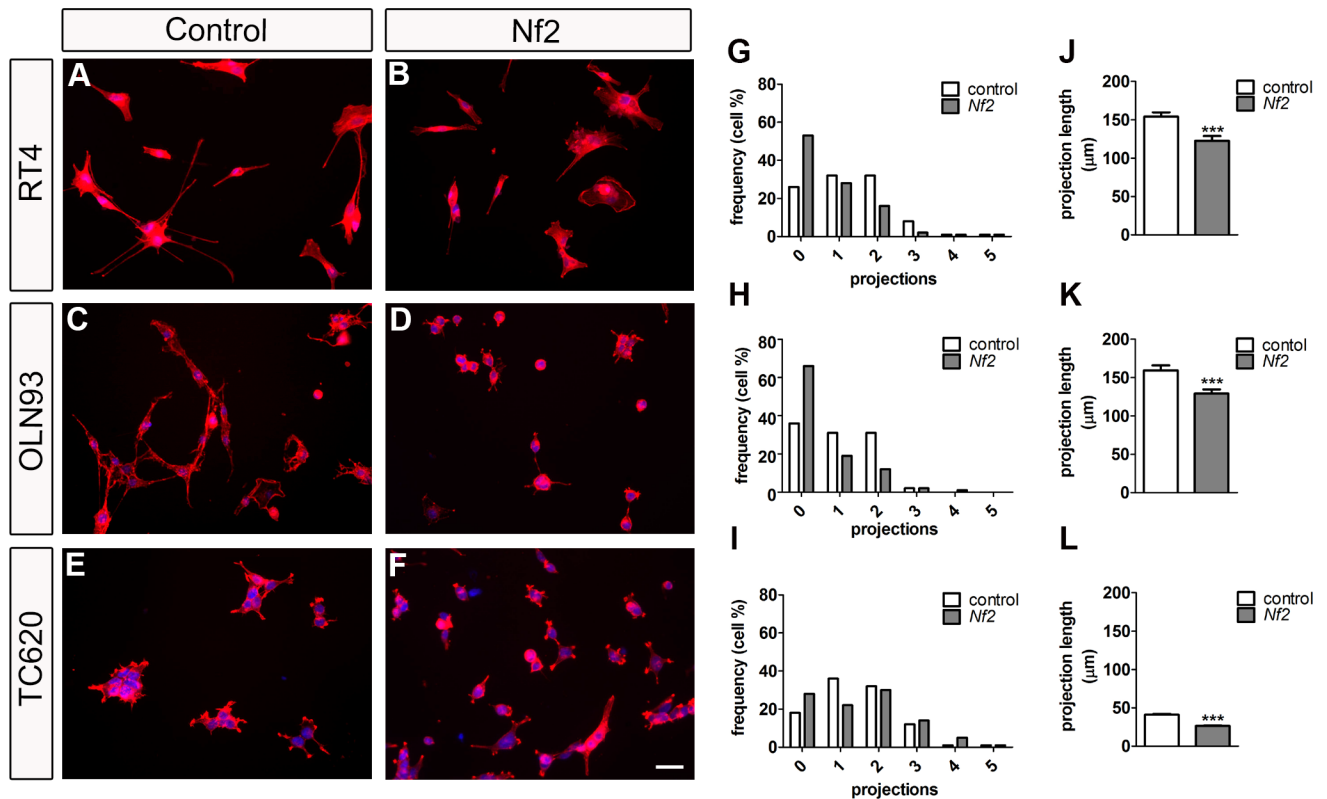 Control
Nf2
RT4
OLN93
TC620
A
B
C
D
E
F
G
80
60
40
20
0
frequency (cell %)
0
1
2
3
4
5
projections
control
Nf2
J
200
150
100
50
0
projection length
(µm)
***
control
Nf2
H
80
60
40
20
0
frequency (cell %)
0
1
2
3
4
5
projections
control
Nf2
K
200
150
100
50
0
projection length
(µm)
***
control
Nf2
I
80
60
40
20
0
frequency (cell %)
0
1
2
3
4
5
projections
control
Nf2
L
200
150
100
50
0
projection length
(µm)
***
control
Nf2